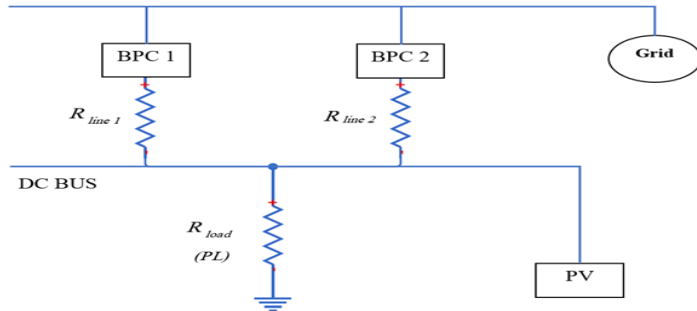 BPC 1
BPC 2
Grid
R line 1
R line 2
DC BUS
R load
(PL)
PV